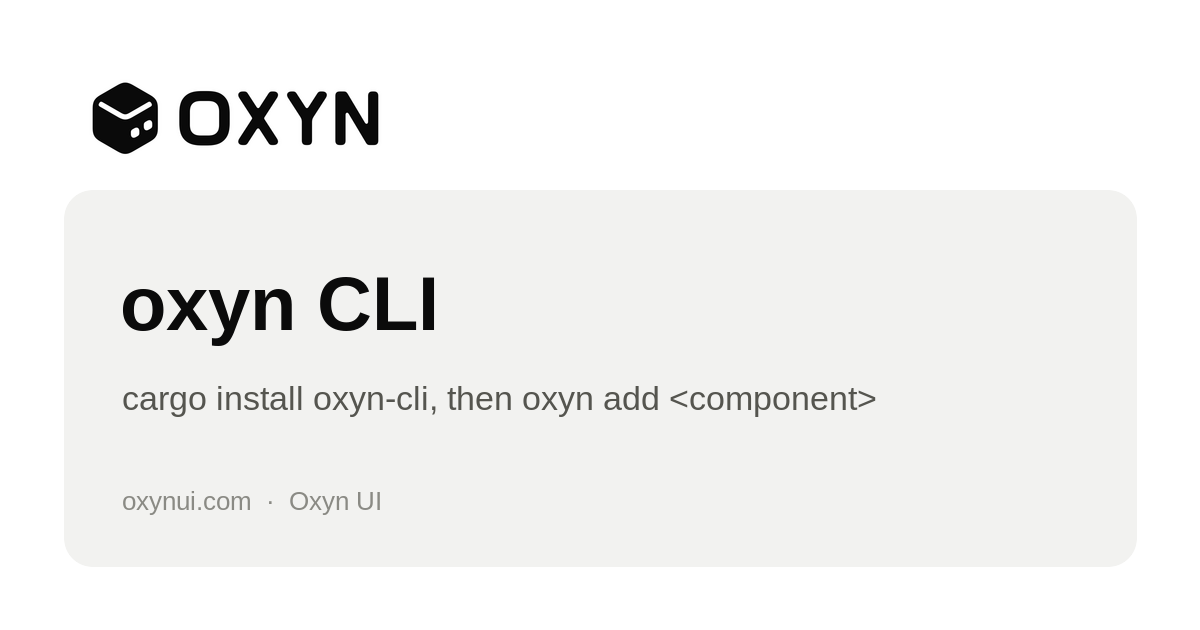 OXYN
oxyn CLI
cargo install oxyn-cli, then oxyn add <component>
oxynui.com · Oxyn UI